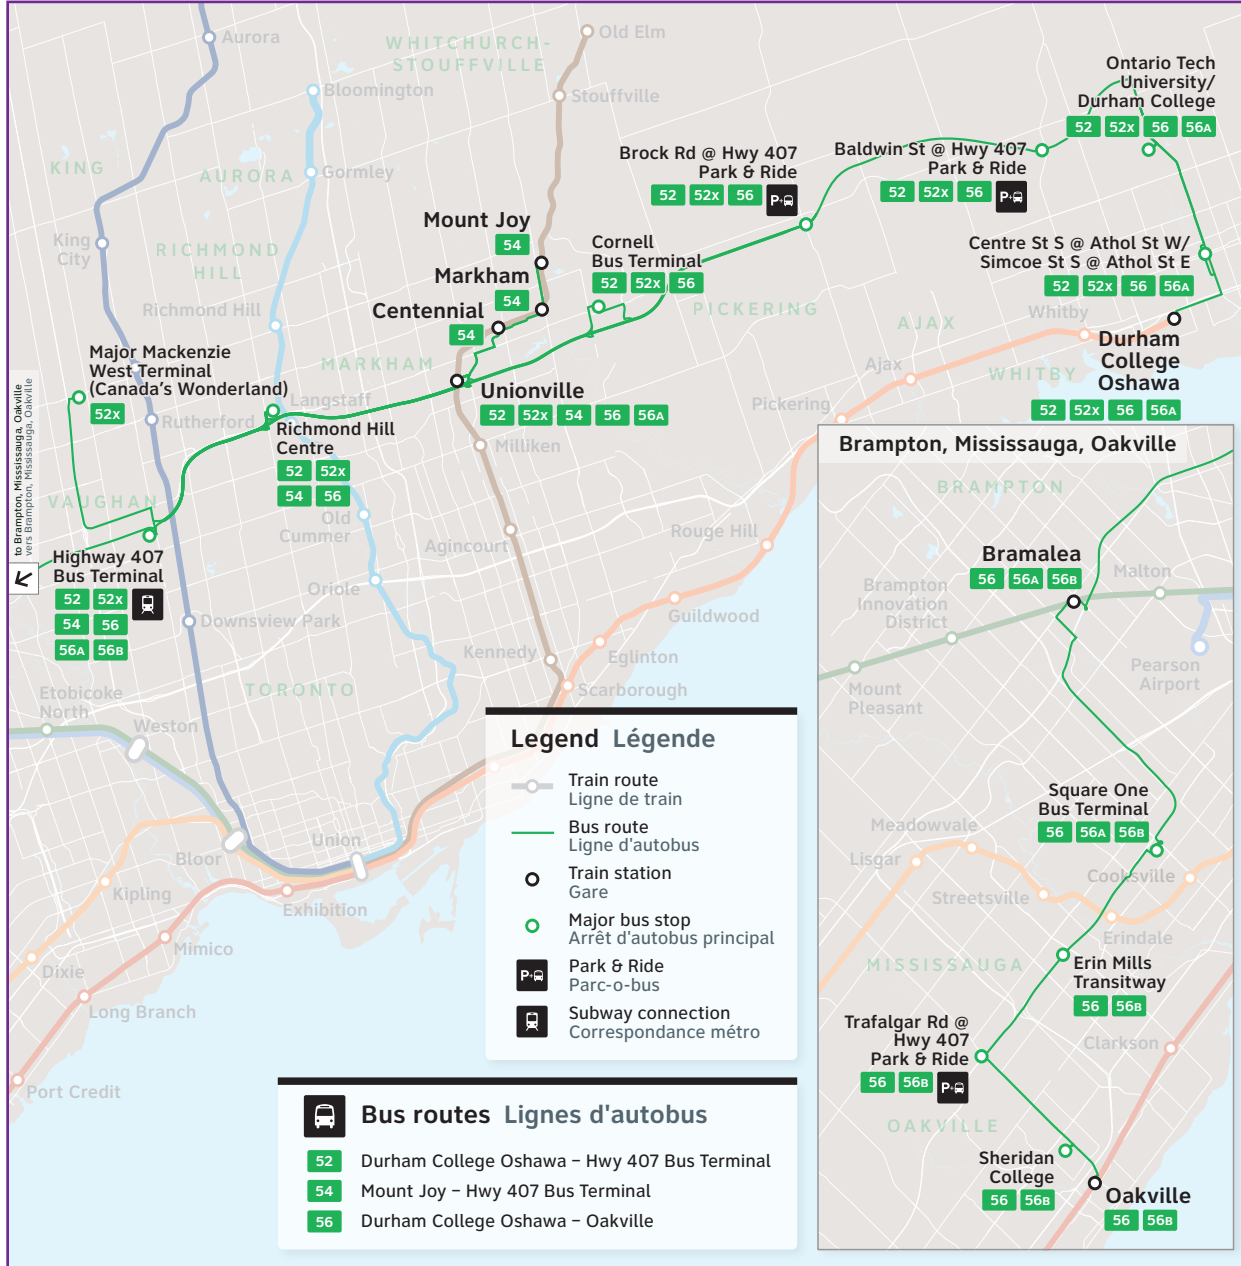 Aurora
WHITCHURCH-
STOUFFVILLE
Old Elm
Bloomington
Stouffville
KING
AURORA
Gormley
King
City
RICHMOND
HILL
Richmond Hill
Mount Joy
54
Markham
54
Centennial
54
Cornell
Bus Terminal
52 52X 56
Brock Rd @ Hwy 407
Park & Ride
52 52X 56 P+
Baldwin St @ Hwy 407
Park & Ride
52 52X 56 P+
Ontario Tech
University/
Durham College
52 52X 56 56A
Centre St S @ Athol St W/
Simcoe St S @ Athol St E
52 52X 56 56A
PICKERING
AJAX
Whitby
WHITBY
Durham
College
Oshawa
52 52X 56 56A
Ajax
Pickering
MARKHAM
Major Mackenzie
West Terminal
(Canada's Wonderland)
52X
to Brampton, Mississauga, Oakville
vers Brampton, Mississauga, Oakville
Rutherford
Langstaff
Richmond Hill
Centre
52 52X
54 56
Unionville
52 52X 54 56 56A
Milliken
VAUGHAN
Old
Cummer
Agincourt
Rouge Hill
Highway 407
Bus Terminal
52 52X
54 56
56A 56B
Oriole
Downsview Park
Guildwood
Kennedy
Eglinton
Scarborough
TORONTO
Etobicoke
North
Weston
Bloor
Union
Kipling
Exhibition
Mimico
Dixie
Long Branch
Port Credit
Legend Légende
Train route
Ligne de train
Bus route
Ligne d'autobus
Train station
Gare
Major bus stop
Arrêt d'autobus principal
P+ Park & Ride
Parc-o-bus
Subway connection
Correspondance métro
Bus routes Lignes d'autobus
52 Durham College Oshawa – Hwy 407 Bus Terminal
54 Mount Joy – Hwy 407 Bus Terminal
56 Durham College Oshawa – Oakville
Brampton, Mississauga, Oakville
BRAMPTON
Bramalea
56 56A 56B
Malton
Brampton
Innovation
District
Mount
Pleasant
Pearson
Airport
Square One
Bus Terminal
56 56A 56B
Meadowvale
Lisgar
Streetsville
Cooksville
Erindale
MISSISSAUGA
Erin Mills
Transitway
56 56B
Trafalgar Rd @
Hwy 407
Park & Ride
56 56B P+
Clarkson
OAKVILLE
Sheridan
College
56 56B
Oakville
56 56B